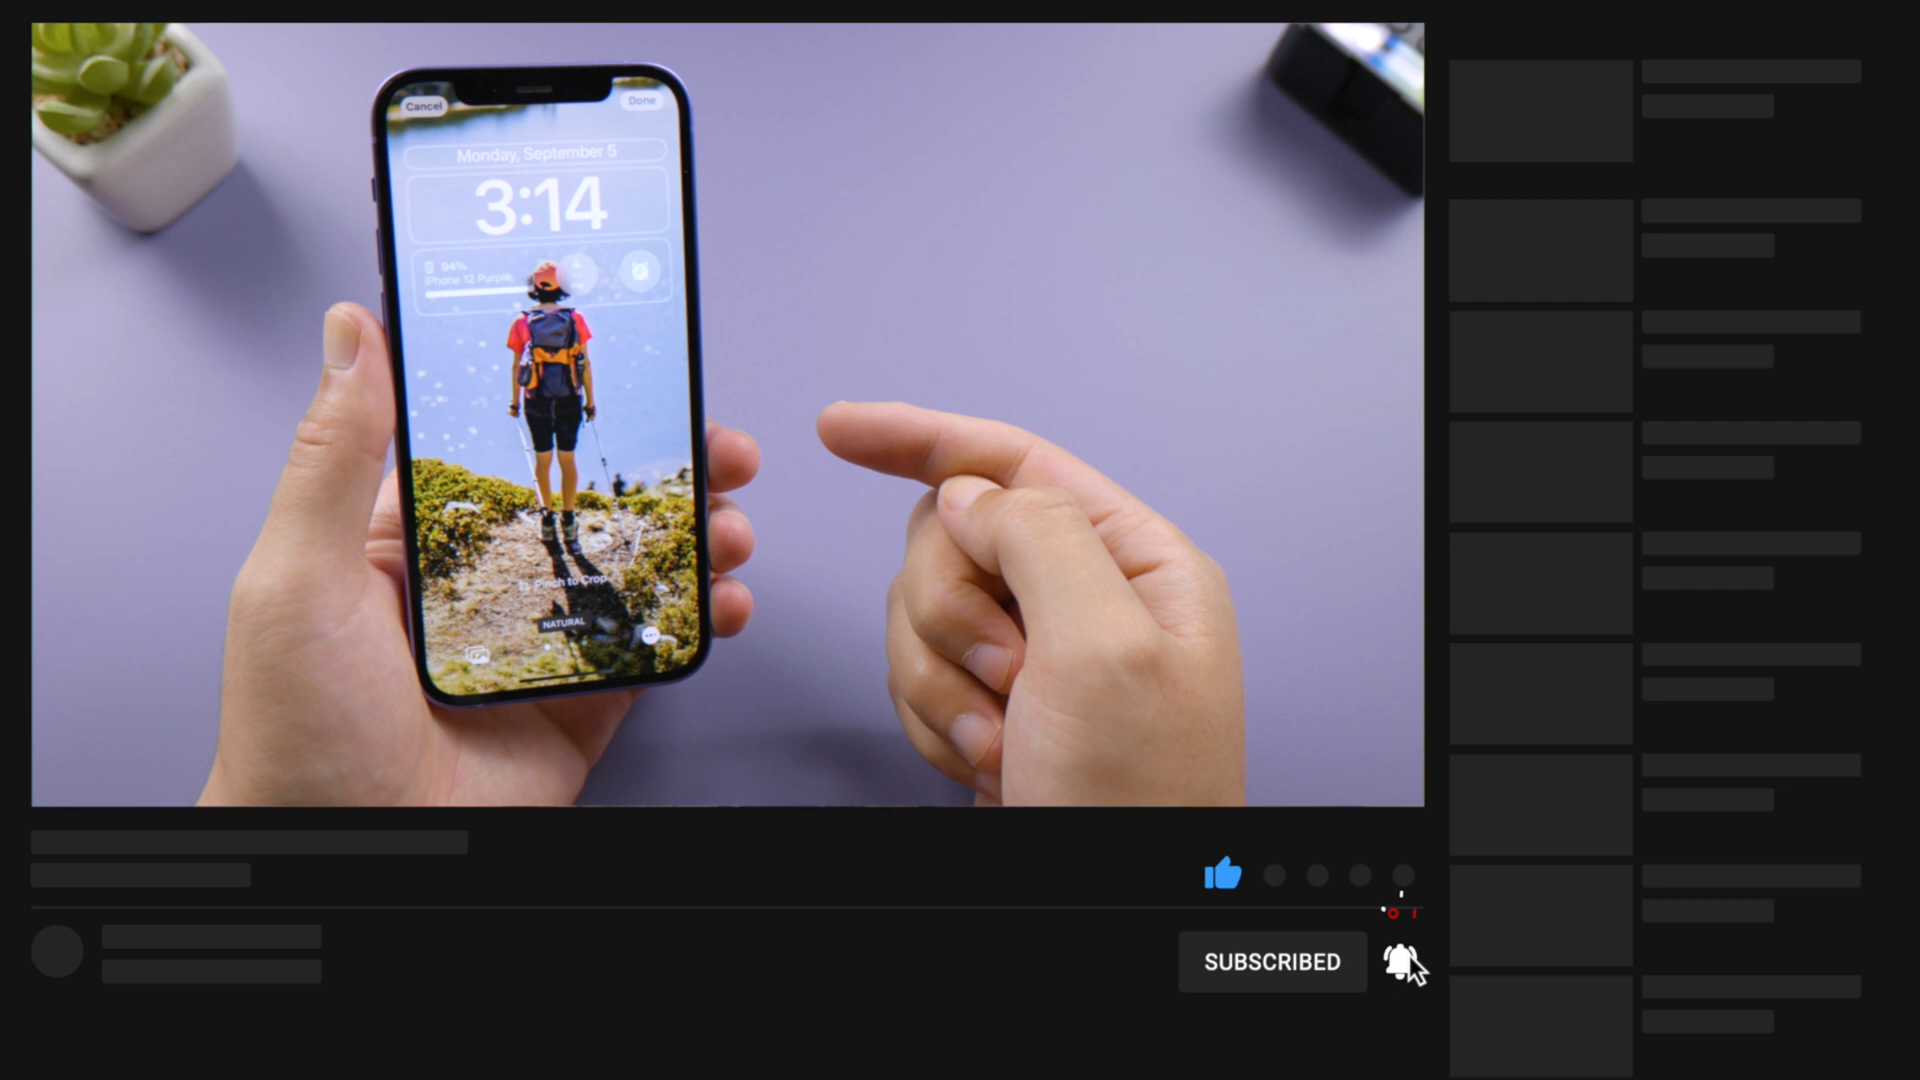 Cancel
Done
Monday, September 5
3:14
94%
iPhone 12 Purple
Pinch to Crop
NATURAL
SUBSCRIBED